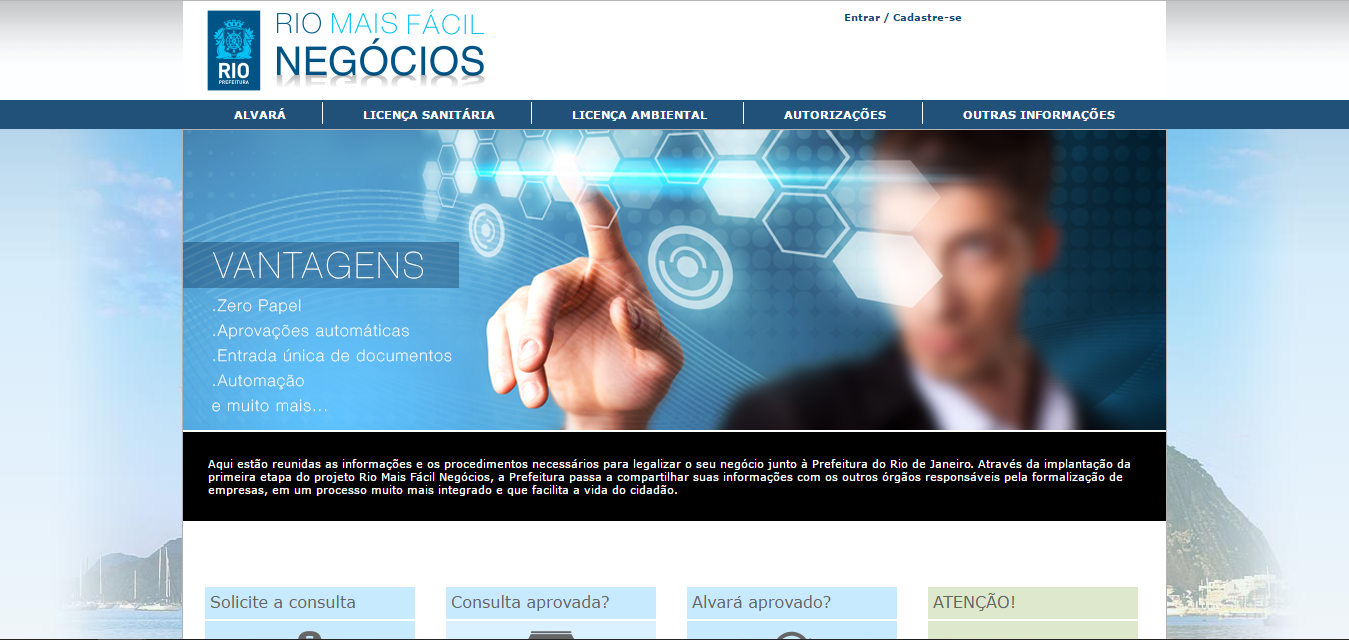 RIO MAIS FÁCIL
NEGÓCIOS
RIO
PREFEITURA
Entrar / Cadastre-se
ALVARÁ
LICENÇA SANITÁRIA
LICENÇA AMBIENTAL
AUTORIZAÇÕES
OUTRAS INFORMAÇÕES
VANTAGENS
.Zero Papel
.Aprovações automáticas
.Entrada única de documentos
.Automação
e muito mais...
Aqui estão reunidas as informações e os procedimentos necessários para legalizar o seu negócio junto à Prefeitura do Rio de Janeiro. Através da implantação da
primeira etapa do projeto Rio Mais Fácil Negócios, a Prefeitura passa a compartilhar suas informações com os outros órgãos responsáveis pela formalização de
empresas, em um processo muito mais integrado e que facilita a vida do cidadão.
Solicite a consulta
Consulta aprovada?
Alvará aprovado?
ATENÇÃO!